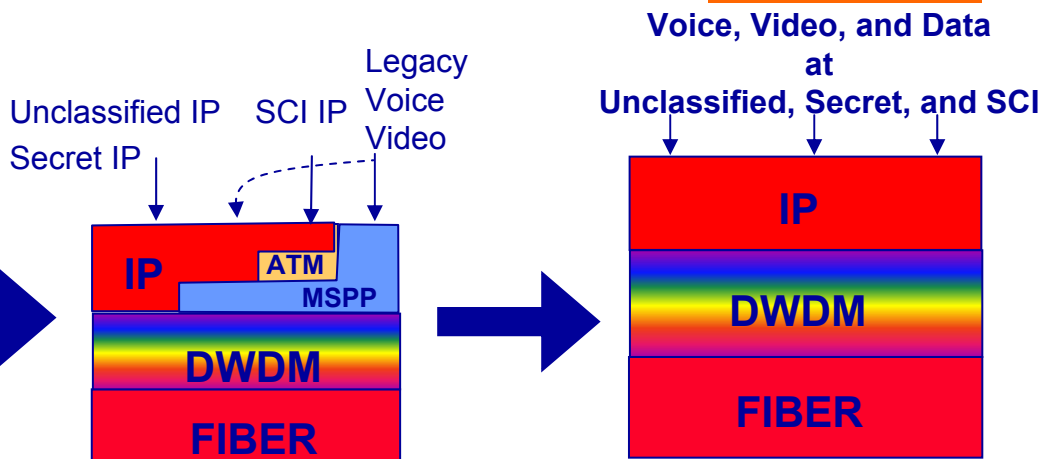 Unclassified IP
Secret IP
SCI IP
Legacy
Voice
Video
IP
ATM
MSPP
DWDM
FIBER
Voice, Video, and Data
at
Unclassified, Secret, and SCI
IP
DWDM
FIBER